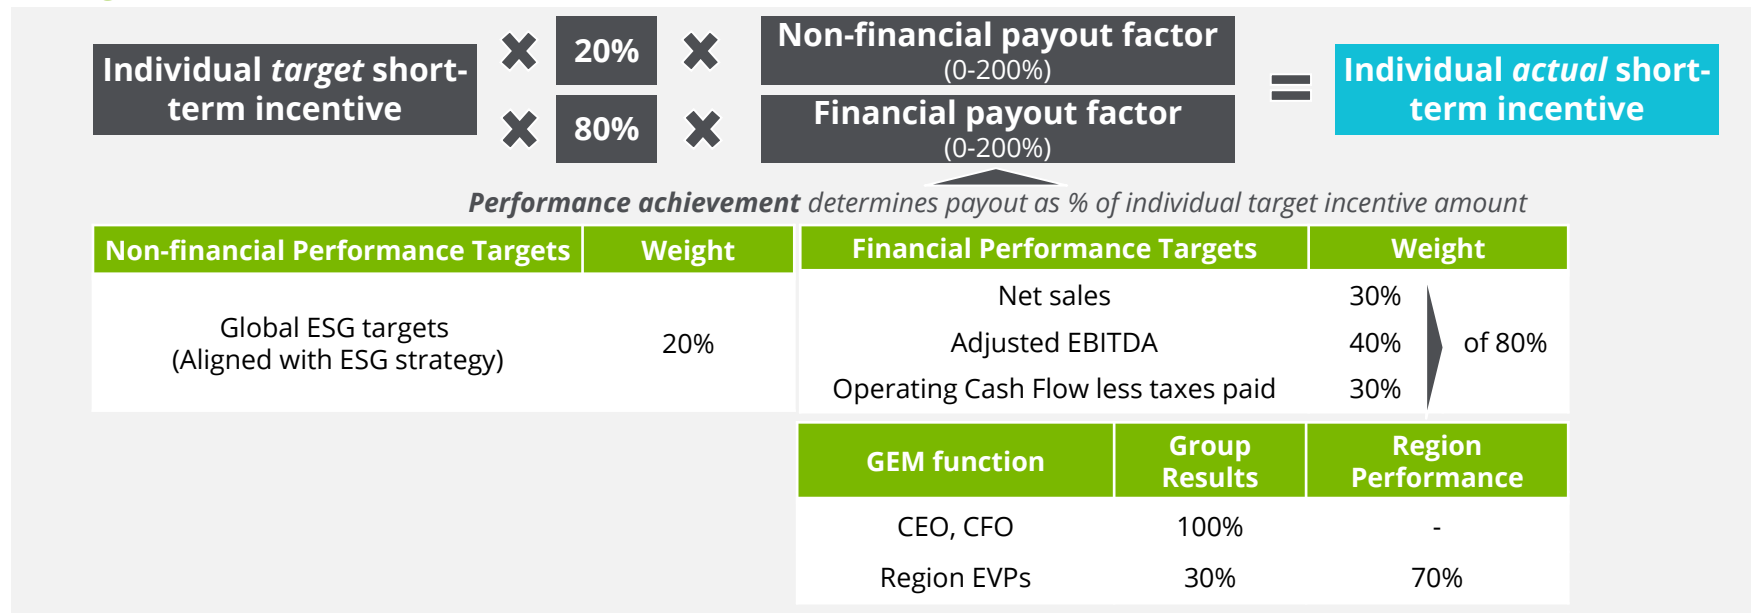 Individual target short-
term incentive
20%
Non-financial payout factor
(0-200%)
80%
Financial payout factor
(0-200%)
=
Individual actual short-
term incentive
Performance achievement determines payout as % of individual target incentive amount
Non-financial Performance Targets Weight
Global ESG targets
(Aligned with ESG strategy)
20%
Financial Performance Targets Weight
Net sales 30%
Adjusted EBITDA 40% of 80%
Operating Cash Flow less taxes paid 30%
GEM function Group Results Region Performance
CEO, CFO 100% -
Region EVPs 30% 70%